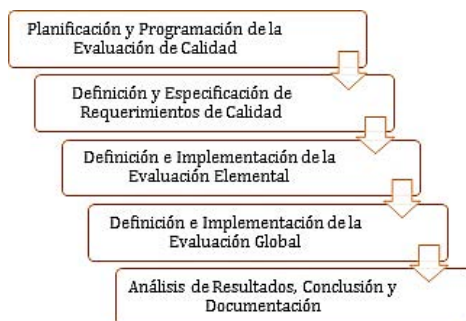 Planificación y Programación de la
Evaluación de Calidad
Definición y Especificación de
Requerimientos de Calidad
Definición e Implementación de la
Evaluación Elemental
Definición e Implementación de la
Evaluación Global
Análisis de Resultados, Conclusión y
Documentación